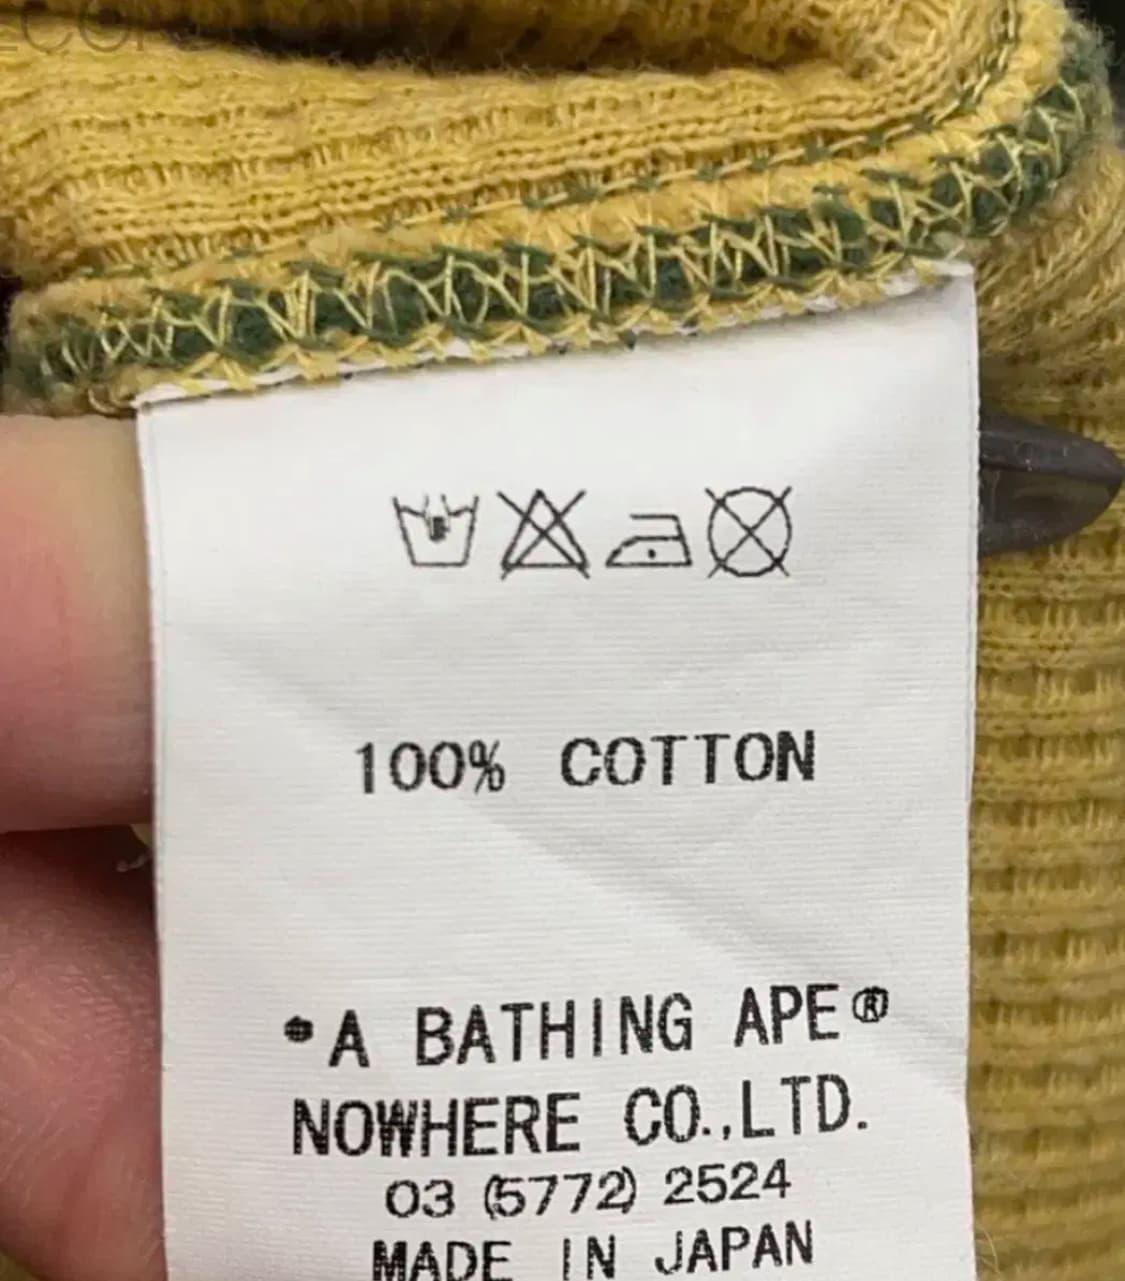 100% COTTON
•A BATHING APE®
NOWHERE CO.,LTD.
03 (5772) 2524
MADE IN JAPAN